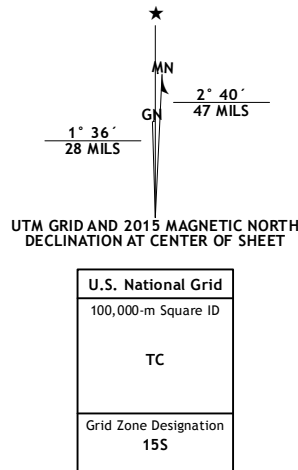 MN
GN
2° 40´
47 MILS
1° 36´
28 MILS
UTM GRID AND 2015 MAGNETIC NORTH
DECLINATION AT CENTER OF SHEET
U.S. National Grid
100,000-m Square ID
TC
Grid Zone Designation
15S